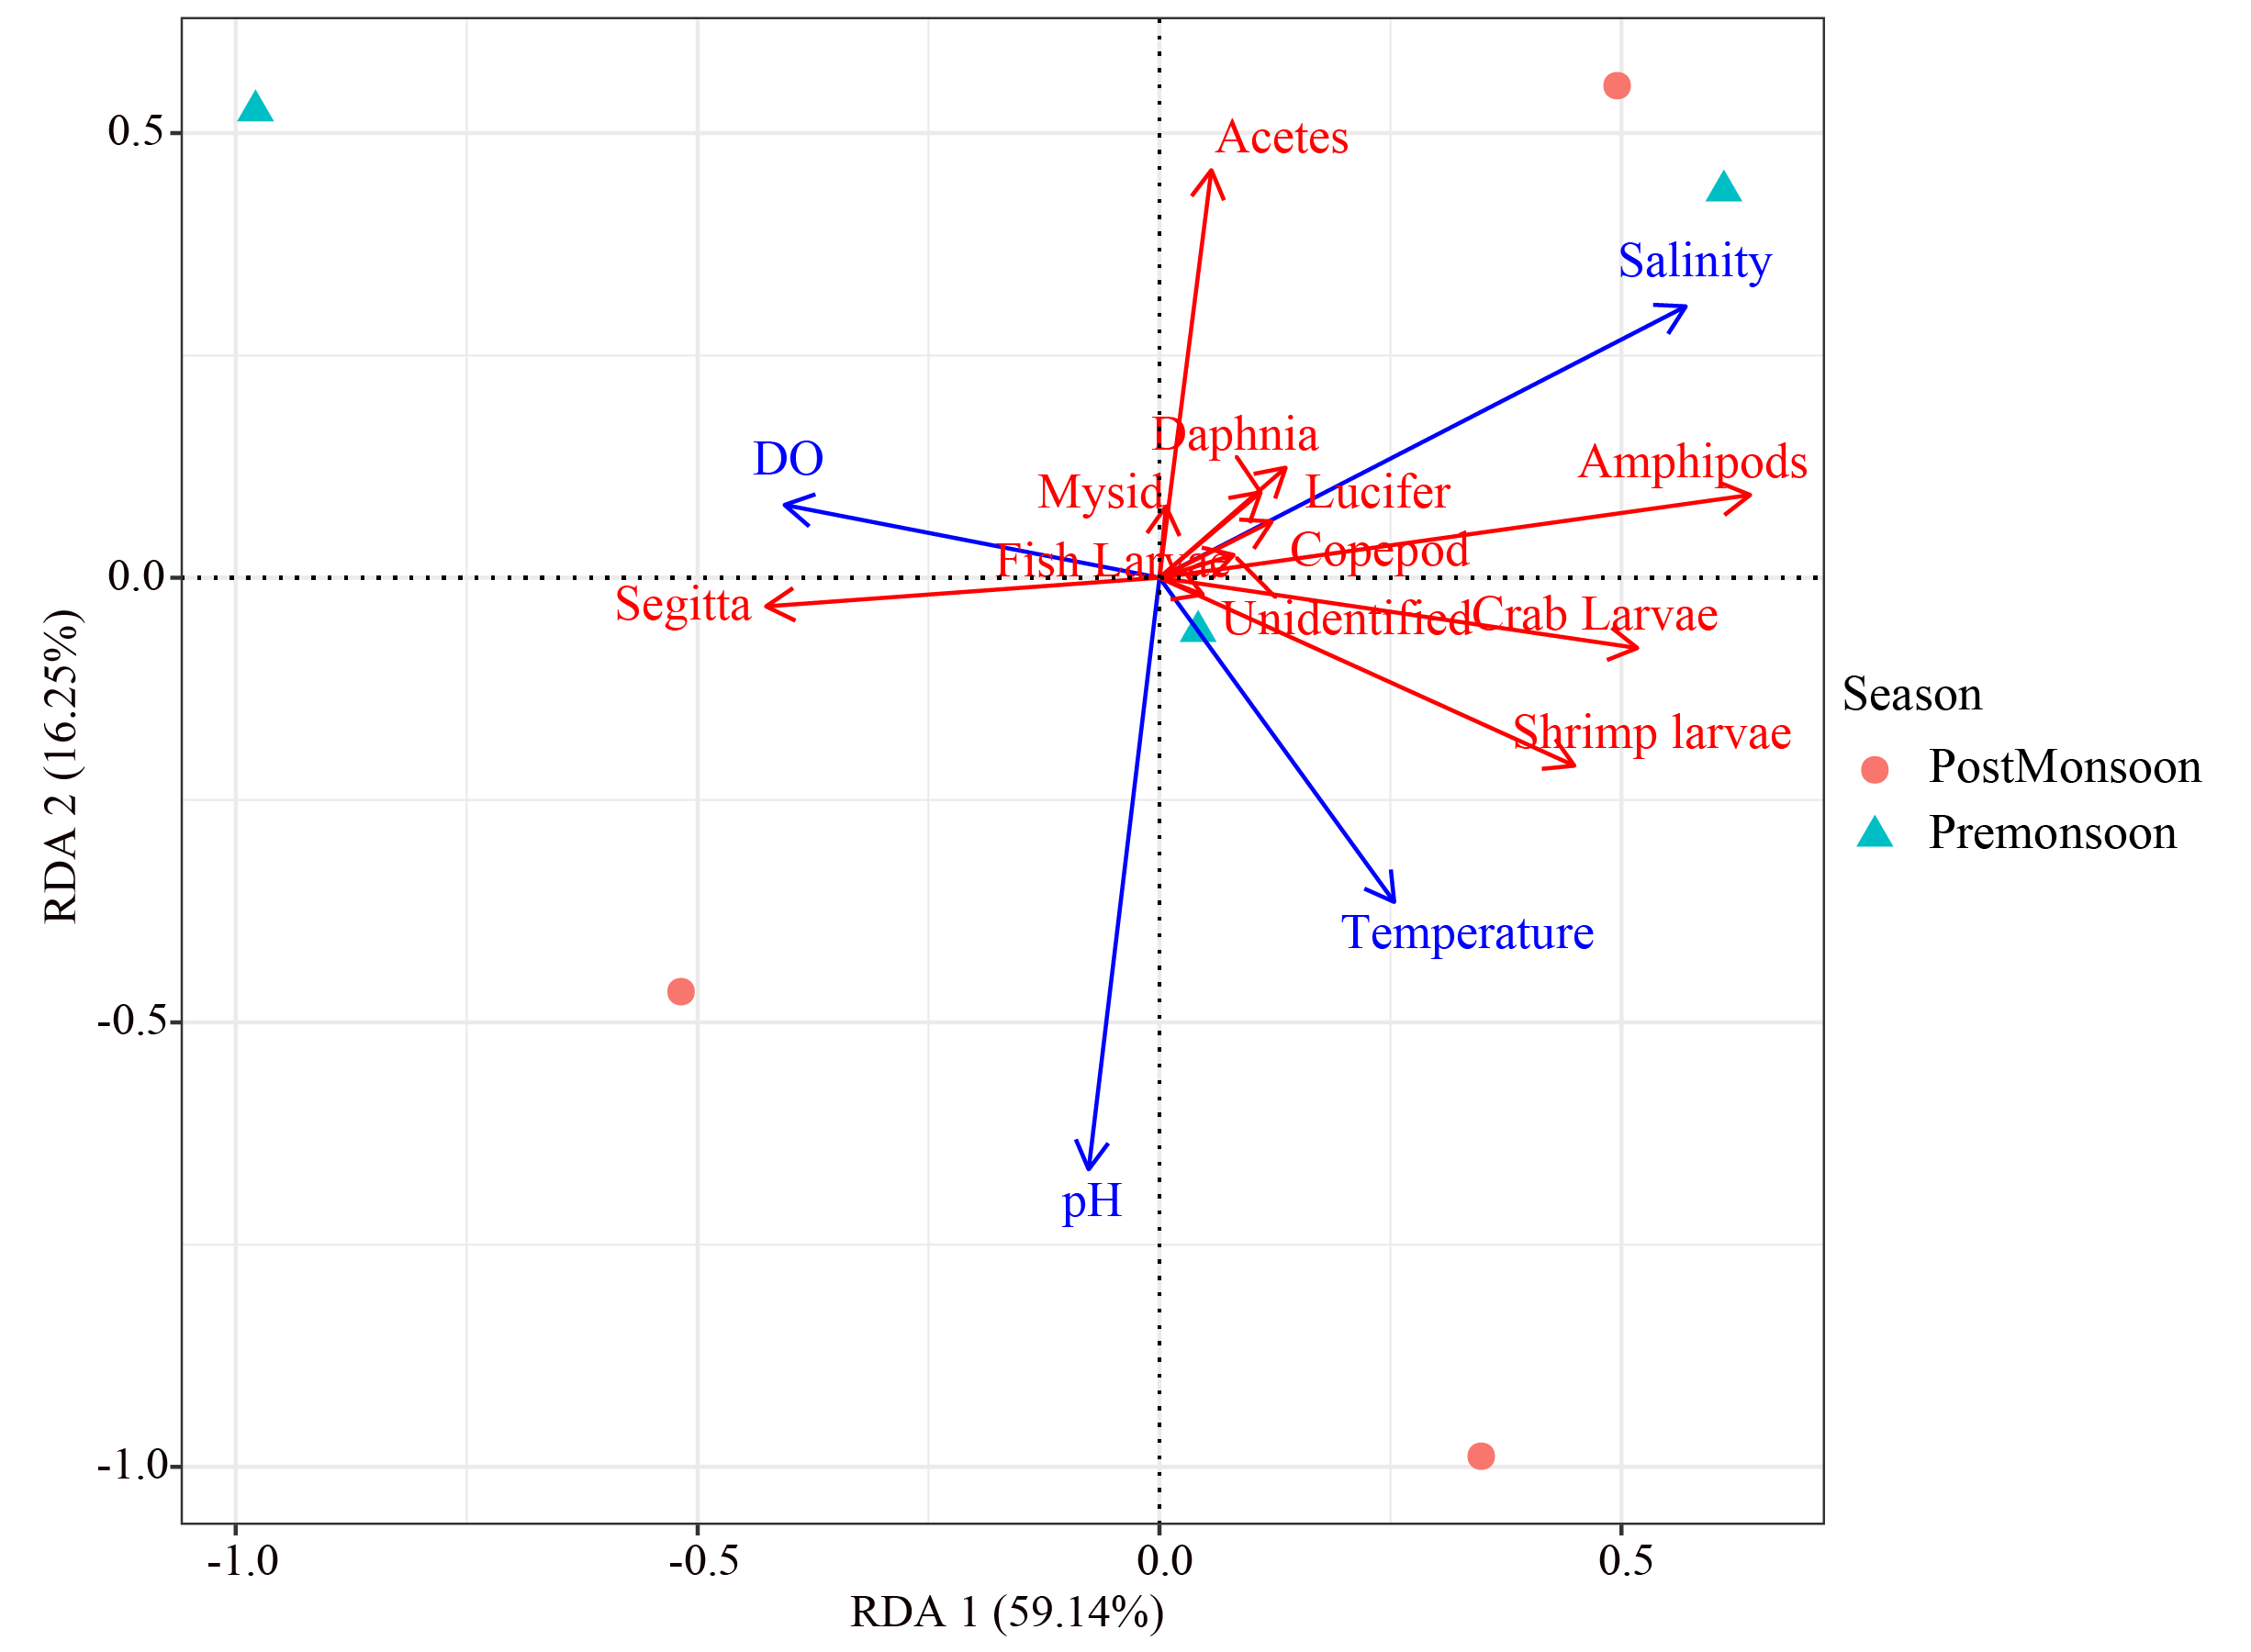 0.5
Acetes
Salinity
Daphnia
DO
Amphipods
Mysid
Lucifer
Copepod
Fish Larvae
0.0
Segitta
Unidentified
Crab Larvae
RDA 2 (16.25%)
Season
Shrimp larvae
PostMonsoon
Premonsoon
Temperature
-0.5
pH
-1.0
-1.0
-0.5
0.0
0.5
RDA 1 (59.14%)